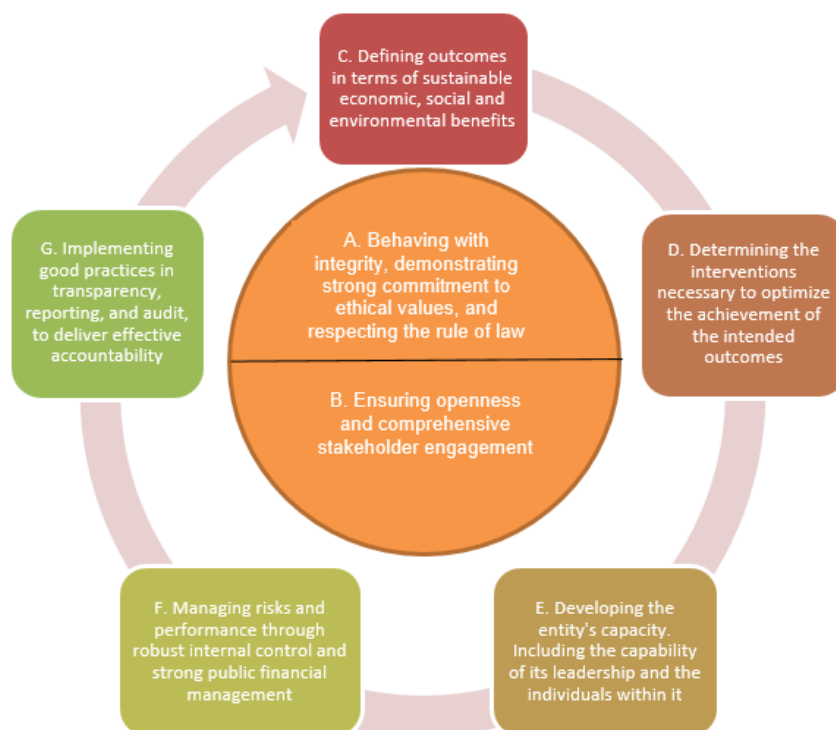 C. Defining outcomes
in terms of sustainable
economic, social and
environmental benefits
A. Behaving with
integrity, demonstrating
strong commitment to
ethical values, and
respecting the rule of law
B. Ensuring openness
and comprehensive
stakeholder engagement
D. Determining the
interventions
necessary to optimize
the achievement of
the intended
outcomes
E. Developing the
entity's capacity.
Including the capability
of its leadership and the
individuals within it
F. Managing risks and
performance through
robust internal control and
strong public financial
management
G. Implementing
good practices in
transparency,
reporting, and audit,
to deliver effective
accountability